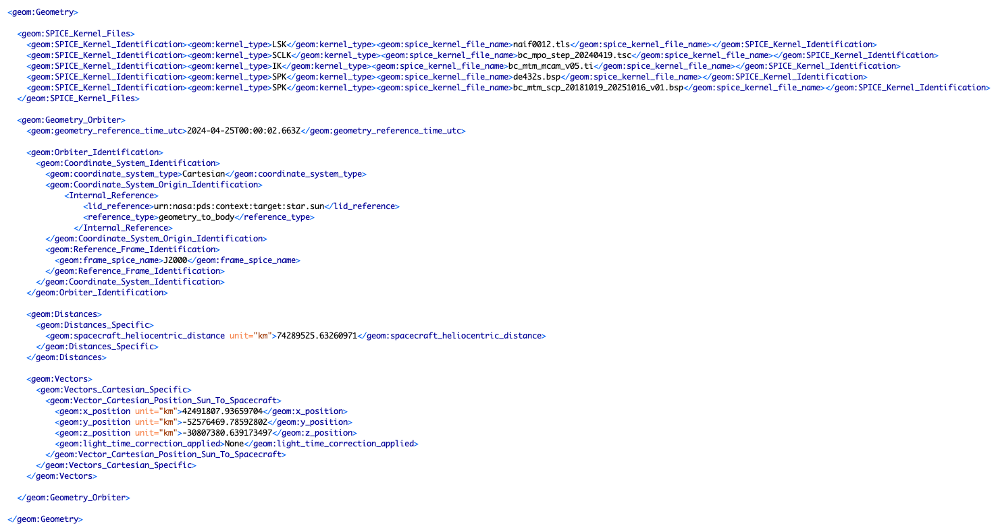 <geom:Geometry>
<geom:SPICE_Kernel_Files>
<geom:SPICE_Kernel_Identification><geom:kernel_type>LSK</geom:kernel_type><geom:spice_kernel_file_name>naif0012.tls</geom:spice_kernel_file_name></geom:SPICE_Kernel_Identification>
<geom:SPICE_Kernel_Identification><geom:kernel_type>SCLK</geom:kernel_type><geom:spice_kernel_file_name>bc_mpo_step_20240419.tsc</geom:spice_kernel_file_name></geom:SPICE_Kernel_Identification>
<geom:SPICE_Kernel_Identification><geom:kernel_type>IK</geom:kernel_type><geom:spice_kernel_file_name>bc_mtm_mcam_v05.ti</geom:spice_kernel_file_name></geom:SPICE_Kernel_Identification>
<geom:SPICE_Kernel_Identification><geom:kernel_type>SPK</geom:kernel_type><geom:spice_kernel_file_name>de432s.bsp</geom:spice_kernel_file_name></geom:SPICE_Kernel_Identification>
<geom:SPICE_Kernel_Identification><geom:kernel_type>SPK</geom:kernel_type><geom:spice_kernel_file_name>bc_mtm_scp_20181019_20251016_v01.bsp</geom:spice_kernel_file_name></geom:SPICE_Kernel_Identification>
</geom:SPICE_Kernel_Files>
<geom:Geometry_Orbiter>
<geom:geometry_reference_time_utc>2024-04-25T00:00:02.663Z</geom:geometry_reference_time_utc>
<geom:Orbiter_Identification>
<geom:Coordinate_System_Identification>
<geom:coordinate_system_type>Cartesian</geom:coordinate_system_type>
<geom:Coordinate_System_Origin_Identification>
<Internal_Reference>
<lid_reference>urn:nasa:pds:context:target:star.sun</lid_reference>
<reference_type>geometry_to_body</reference_type>
</Internal_Reference>
</geom:Coordinate_System_Origin_Identification>
<geom:Reference_Frame_Identification>
<geom:frame_spice_name>J2000</geom:frame_spice_name>
</geom:Reference_Frame_Identification>
</geom:Coordinate_System_Identification>
</geom:Orbiter_Identification>
<geom:Distances>
<geom:Distances_Specific>
<geom:spacecraft_heliocentric_distance unit="km">74289525.63260971</geom:spacecraft_heliocentric_distance>
</geom:Distances_Specific>
</geom:Distances>
<geom:Vectors>
<geom:Vectors_Cartesian_Specific>
<geom:Vector_Cartesian_Position_Sun_To_Spacecraft>
<geom:x_position unit="km">42491807.93659704</geom:x_position>
<geom:y_position unit="km">-52576469.78592802</geom:y_position>
<geom:z_position unit="km">-30807380.639173497</geom:z_position>
<geom:light_time_correction_applied>None</geom:light_time_correction_applied>
</geom:Vector_Cartesian_Position_Sun_To_Spacecraft>
</geom:Vectors_Cartesian_Specific>
</geom:Vectors>
</geom:Geometry_Orbiter>
</geom:Geometry>